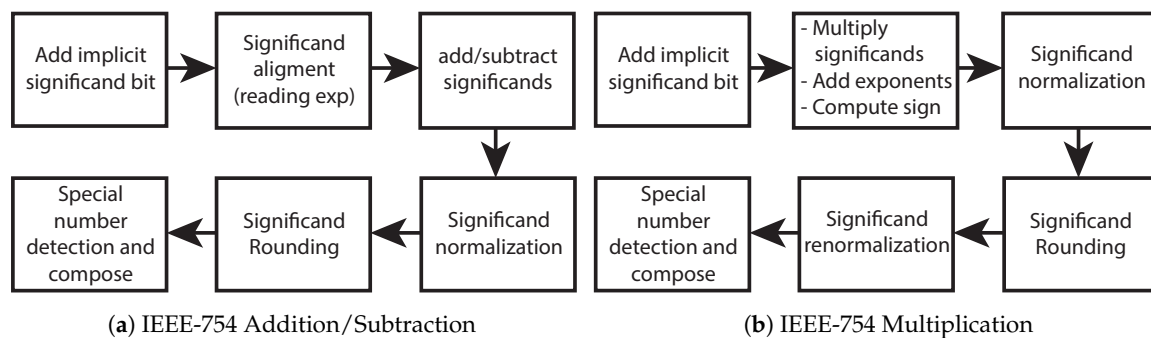 Add implicit
significand bit
Significand
aligment
(reading exp)
add/subtract
significands
Special
number
detection and
compose
Significand
Rounding
Significand
normalization
(a) IEEE-754 Addition/Subtraction
Add implicit
significand bit
- Multiply
significands
- Add exponents
- Compute sign
Significand
normalization
Special
number
detection and
compose
Significand
renormalization
Significand
Rounding
(b) IEEE-754 Multiplication